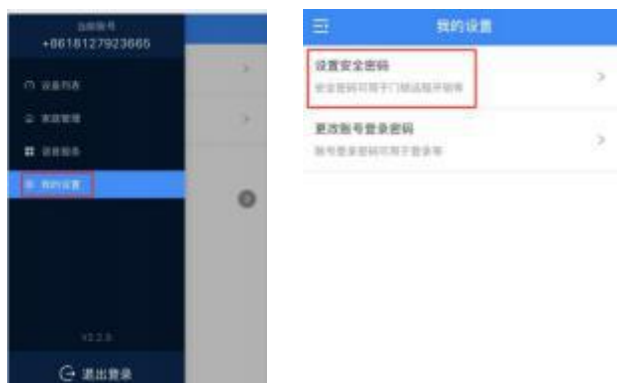 当前账号
+8618127923665
设备列表
家庭管理
我的设置
V2.2.8
退出登录
我的设置
设置安全密码
安全密码可用于门锁远程开锁等
更改账号登录密码
账号登录密码可用于登录等